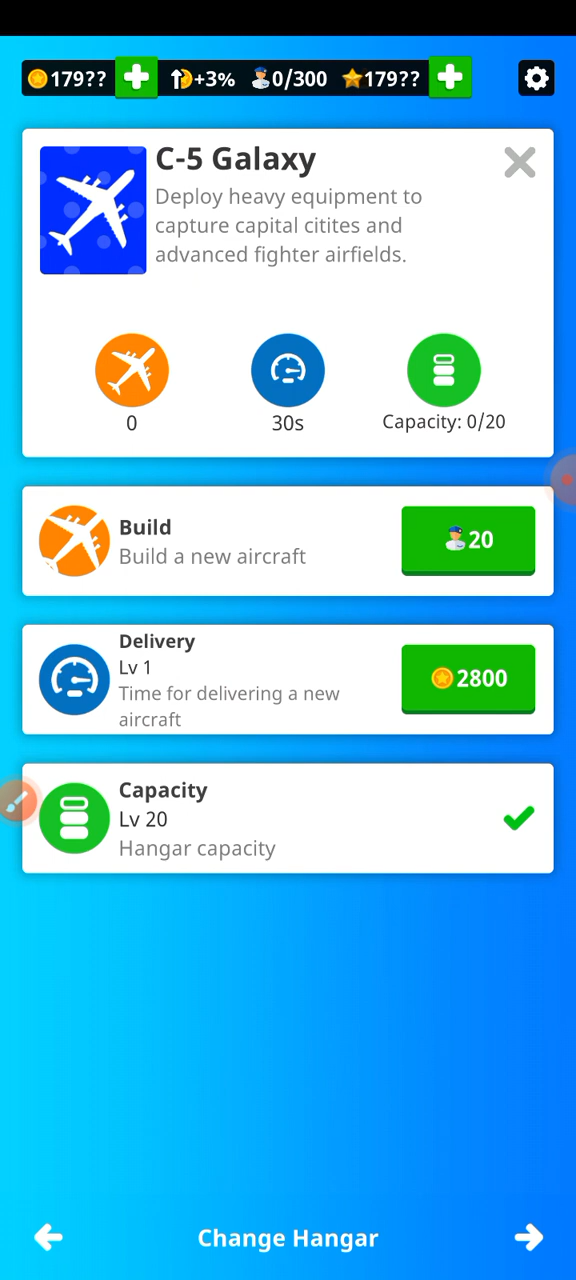 179?? +3% 0/300 179??
C-5 Galaxy
Deploy heavy equipment to
capture capital citites and
advanced fighter airfields.
0 30s Capacity: 0/20
Build
Build a new aircraft
20
Delivery
Lv 1
Time for delivering a new
aircraft
2800
Capacity
Lv 20
Hangar capacity
Change Hangar